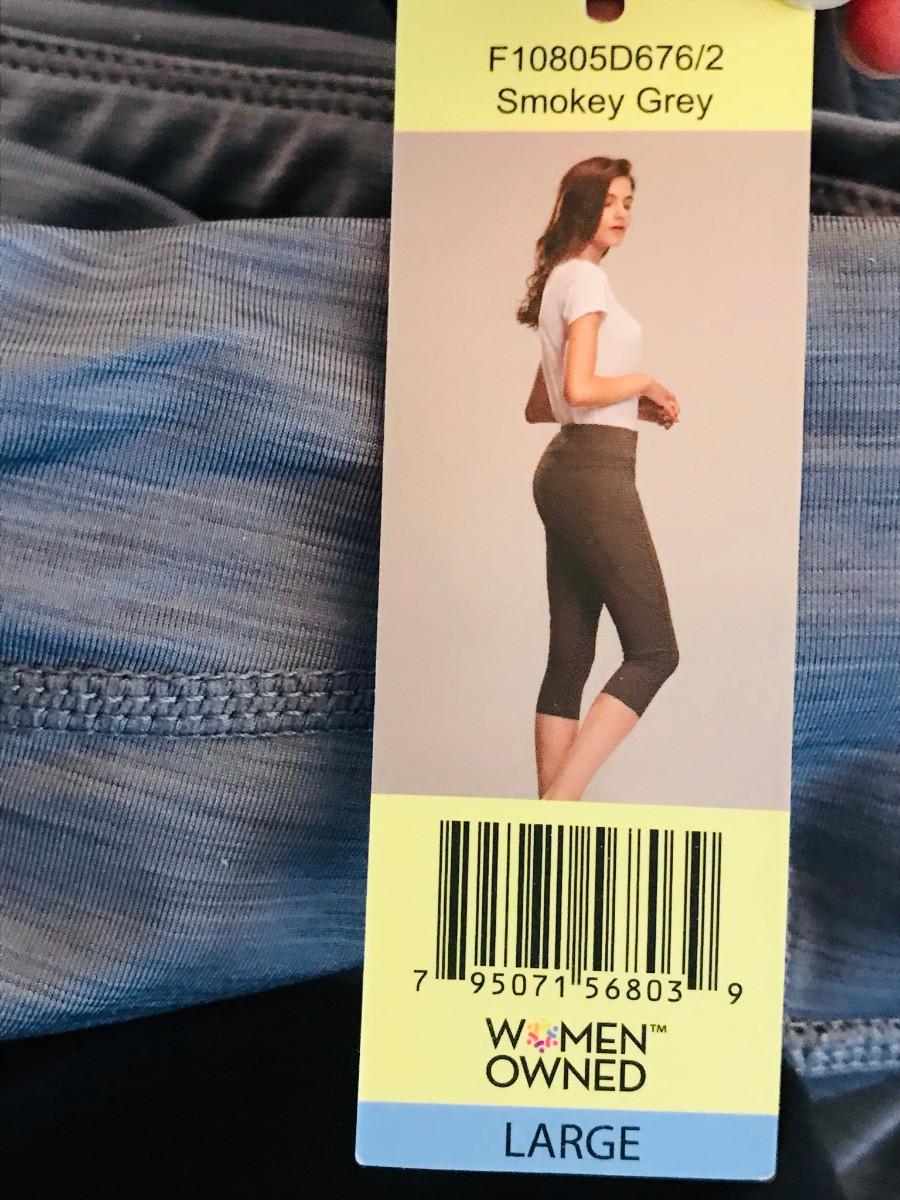 F10805D676/2
Smokey Grey
7 95071 56803 9
WOMEN™
OWNED
LARGE